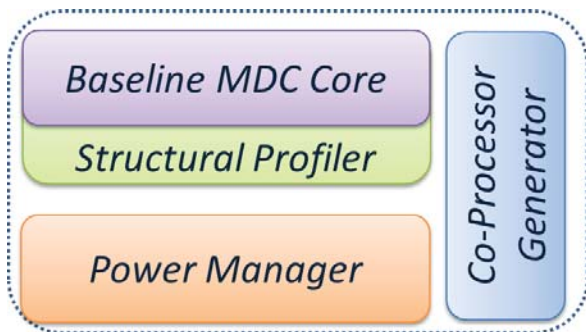 Baseline MDC Core
Structural Profiler
Power Manager
Co-Processor
Generator